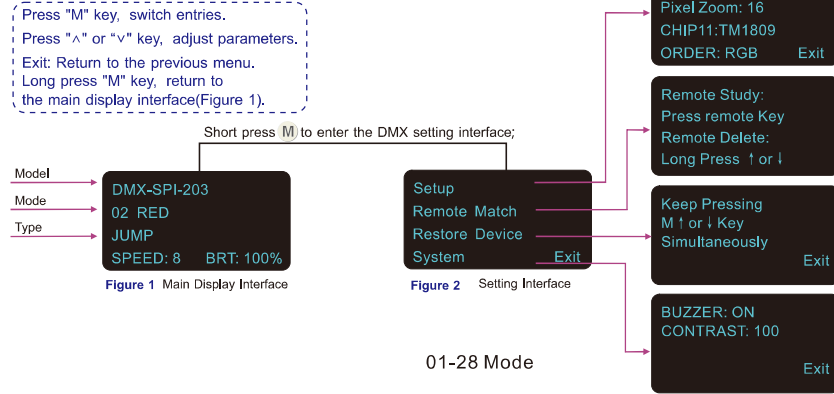 Press "M" key, switch entries.
Press "∧" or "∨" key, adjust parameters.
Exit: Return to the previous menu.
Long press "M" key, return to
the main display interface(Figure 1).
Short press M to enter the DMX setting interface;
Model
Mode
Type
DMX-SPI-203
02 RED
JUMP
SPEED: 8 BRT: 100%
Figure 1 Main Display Interface
Setup
Remote Match
Restore Device
System Exit
Figure 2 Setting Interface
Pixel Zoom: 16
CHIP11:TM1809
ORDER: RGB Exit
Remote Study:
Press remote Key
Remote Delete:
Long Press ↑ or ↓
Keep Pressing
M ↑ or ↓ Key
Simultaneously
Exit
BUZZER: ON
CONTRAST: 100
Exit
01-28 Mode